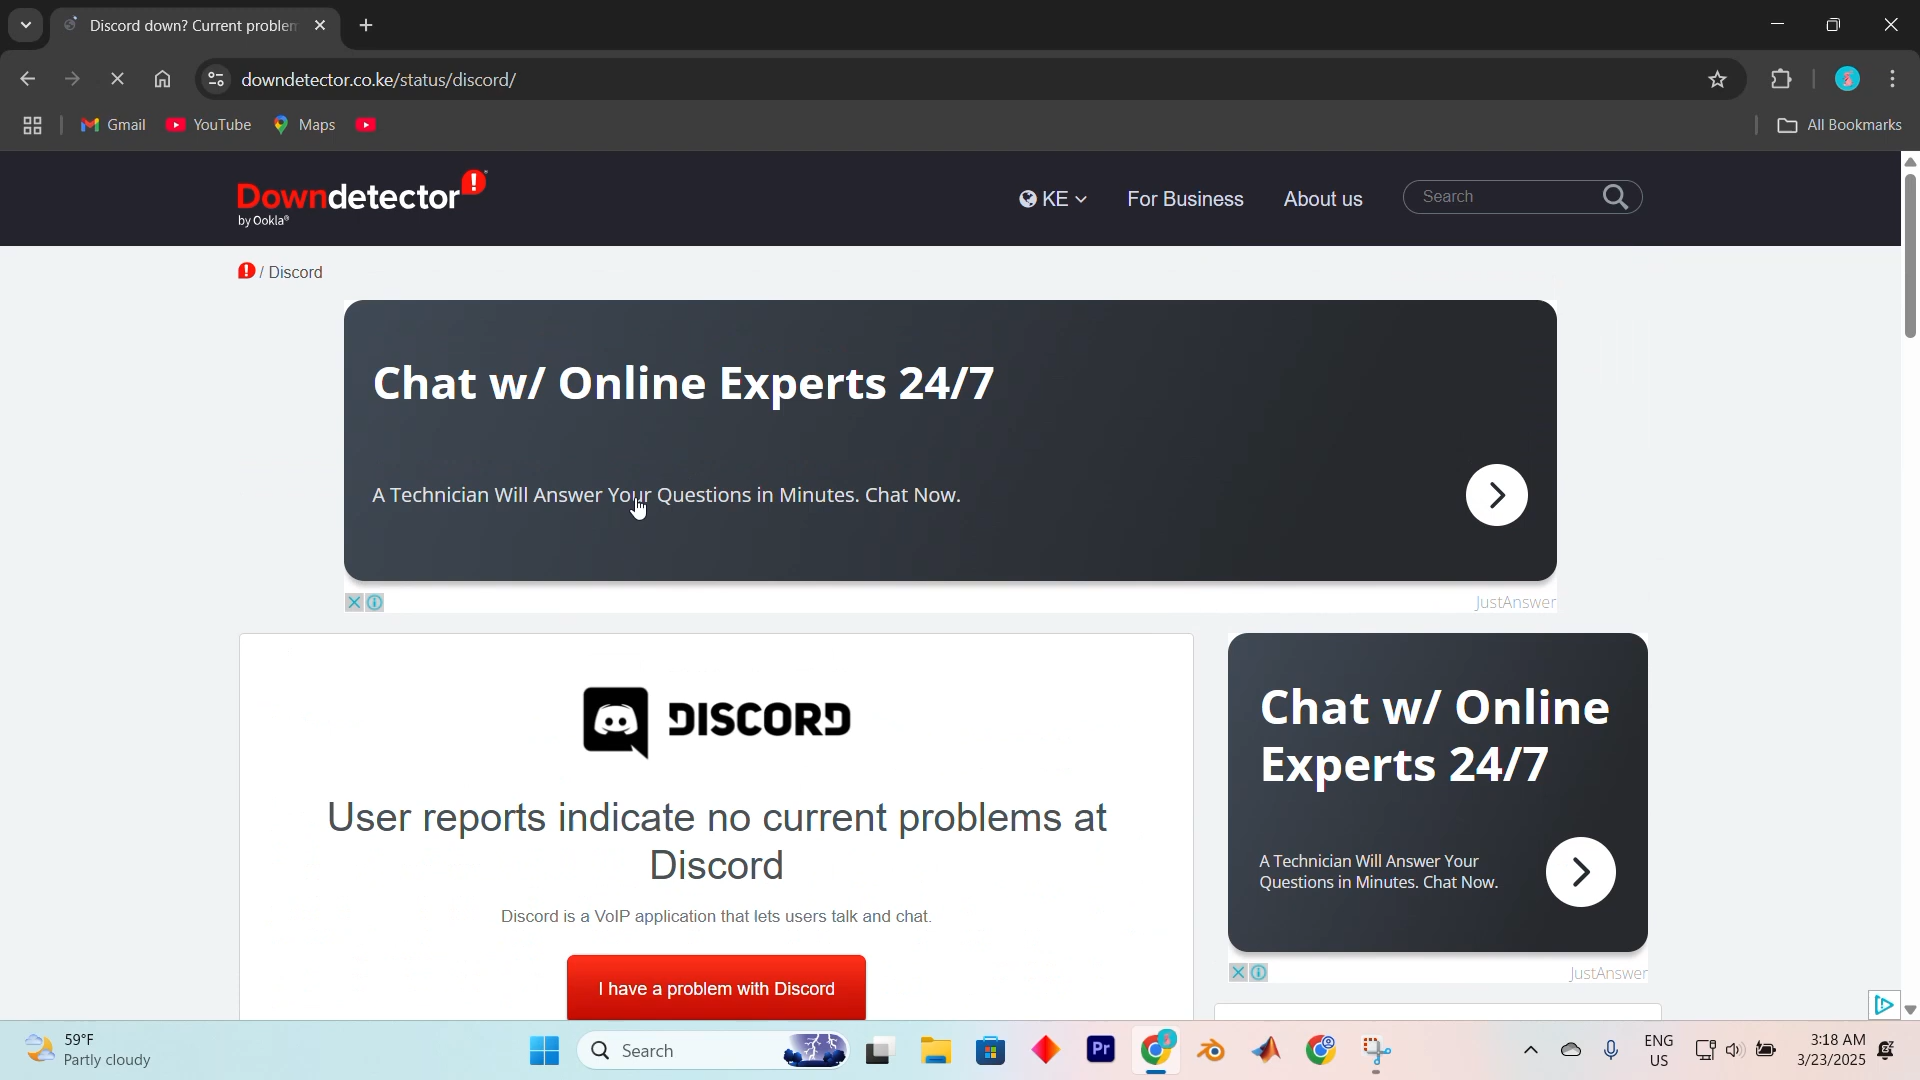 Discord down? Current problem
downdetector.co.ke/status/discord/
Gmail
YouTube
Maps
All Bookmarks
Downdetector
by Ookla®
KE
For Business
About us
Search
/ Discord
Chat w/ Online Experts 24/7
A Technician Will Answer Your Questions in Minutes. Chat Now.
JustAnswer
DISCORD
User reports indicate no current problems at
Discord
Discord is a VoIP application that lets users talk and chat.
I have a problem with Discord
Chat w/ Online
Experts 24/7
A Technician Will Answer Your
Questions in Minutes. Chat Now.
JustAnswer
59°F
Partly cloudy
Search
Pr
ENG
US
3:18 AM
3/23/2025